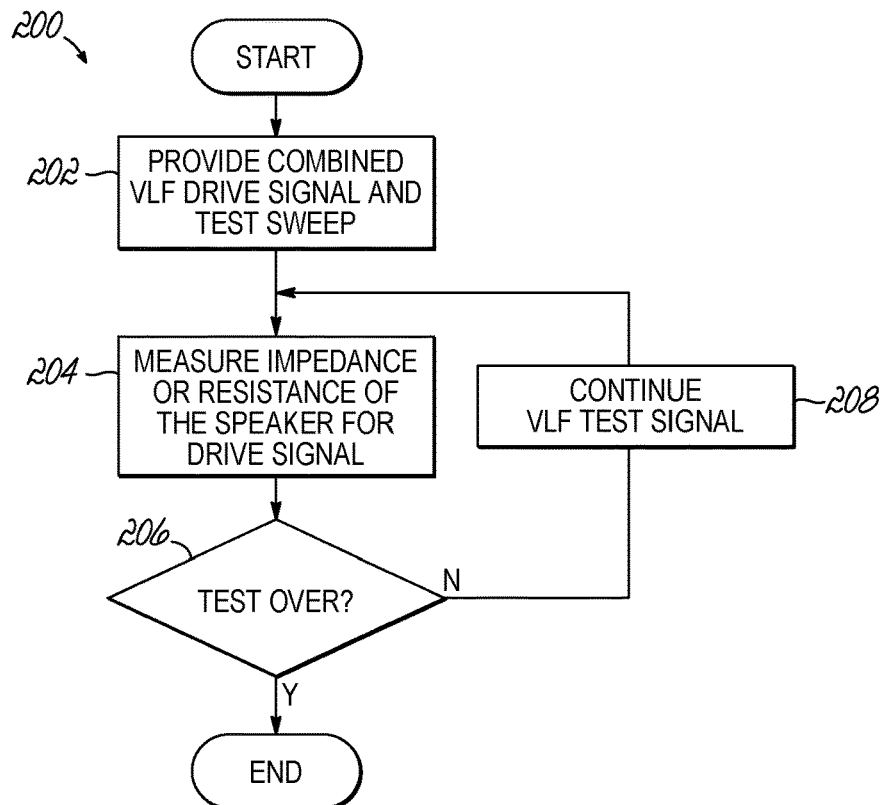 200
START
202
PROVIDE COMBINED
VLF DRIVE SIGNAL AND
TEST SWEEP
204
MEASURE IMPEDANCE
OR RESISTANCE OF
THE SPEAKER FOR
DRIVE SIGNAL
CONTINUE
VLF TEST SIGNAL
208
206
TEST OVER?
N
Y
END